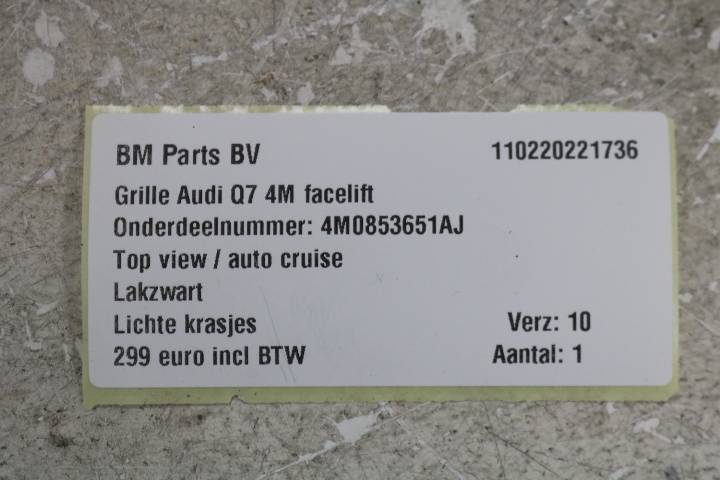 BM Parts BV 110220221736
Grille Audi Q7 4M facelift
Onderdeelnummer: 4M0853651AJ
Top view / auto cruise
Lakzwart
Lichte krasjes Verz: 10
299 euro incl BTW Aantal: 1